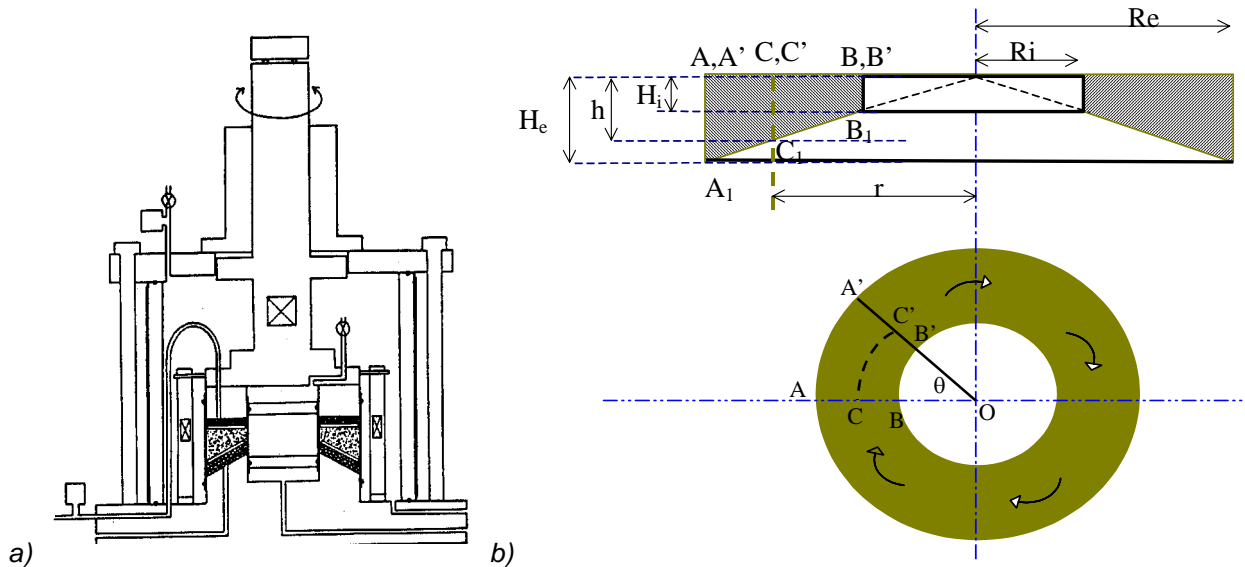 Re
A,A’ C,C’ B,B’ Ri
He h Hi
B1
C1
A1
r
A’
C’
B’
θ
A C B O
a) b)